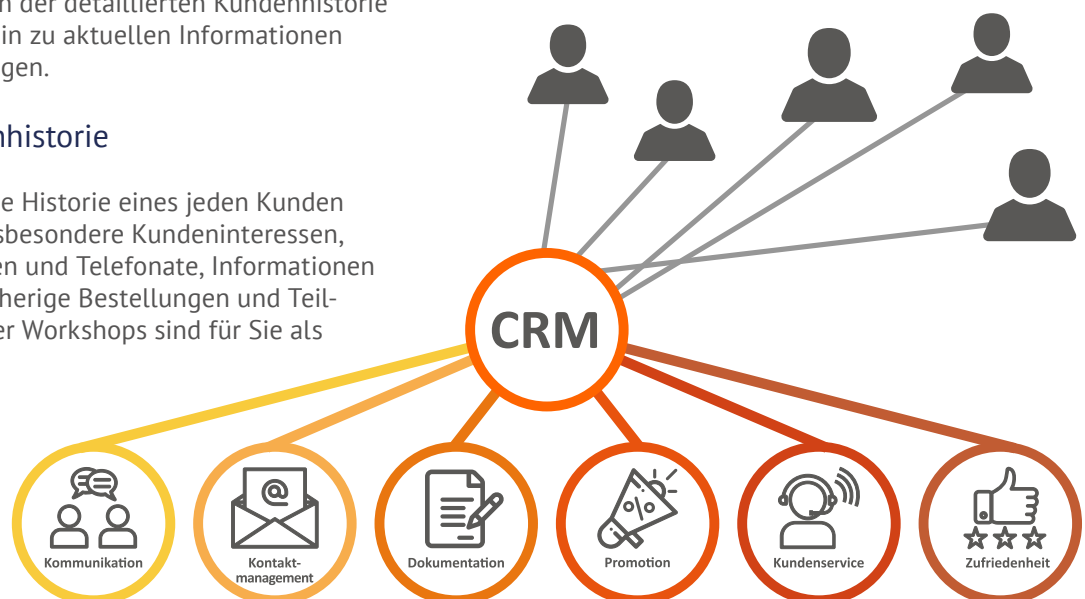 der detaillierten Kundenhistorie
in zu aktuellen Informationen
gen.
nhistorie
e Historie eines jeden Kunden
sbesondere Kundeninteressen,
en und Telefonate, Informationen
herige Bestellungen und Teil-
er Workshops sind für Sie als
CRM
@
%
Kommunikation
Kontakt-
management
Dokumentation
Promotion
Kundenservice
Zufriedenheit